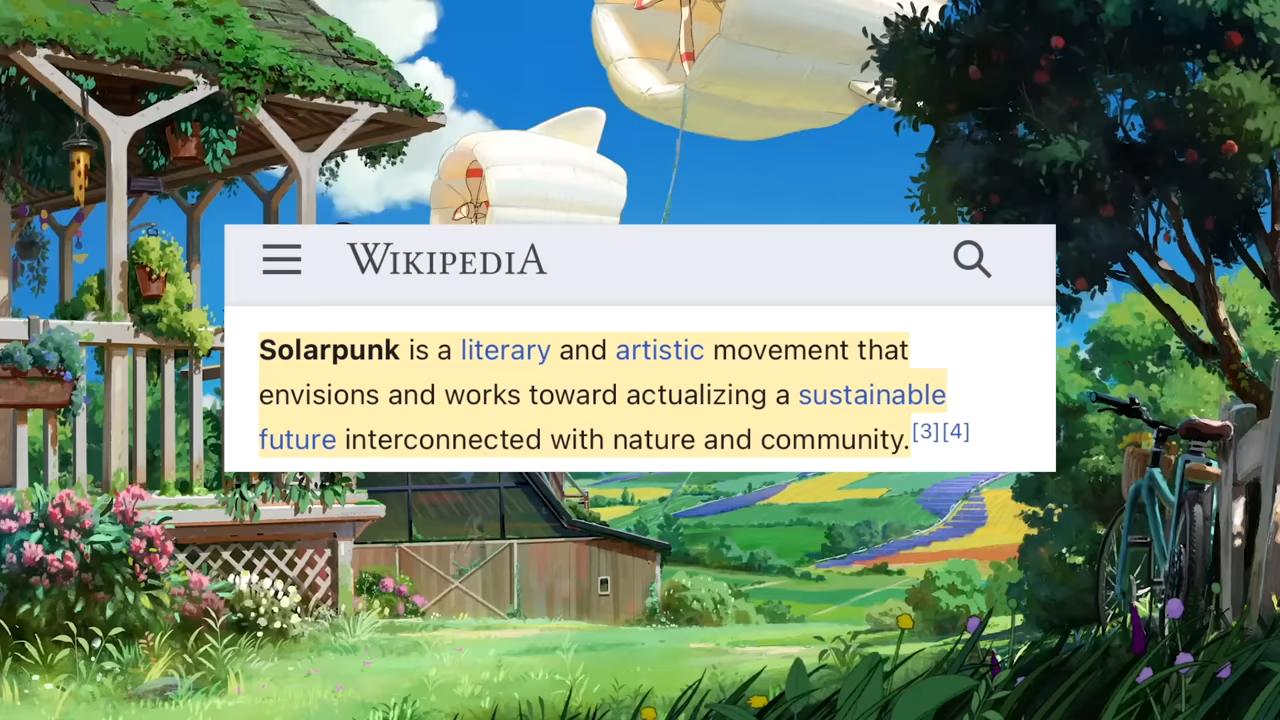 WIKIPEDIA
Solarpunk is a literary and artistic movement that
envisions and works toward actualizing a sustainable
future interconnected with nature and community.[3][4]